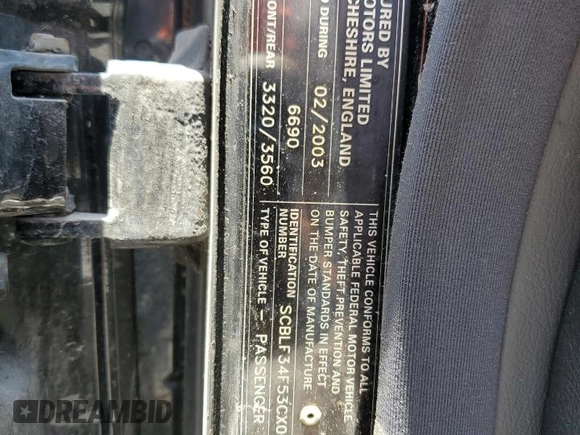 URED BY
OTORS LIMITED
CHESHIRE, ENGLAND
DURING 02/2003
6690
ONT/REAR 3320/3560
THIS VEHICLE CONFORMS TO ALL
APPLICABLE FEDERAL MOTOR VEHICLE
SAFETY, THEFT PREVENTION AND
BUMPER STANDARDS IN EFFECT
ON THE DATE OF MANUFACTURE
IDENTIFICATION
NUMBER SCBLF34F53CX0
TYPE OF VEHICLE – PASSENGER
DREAMBID